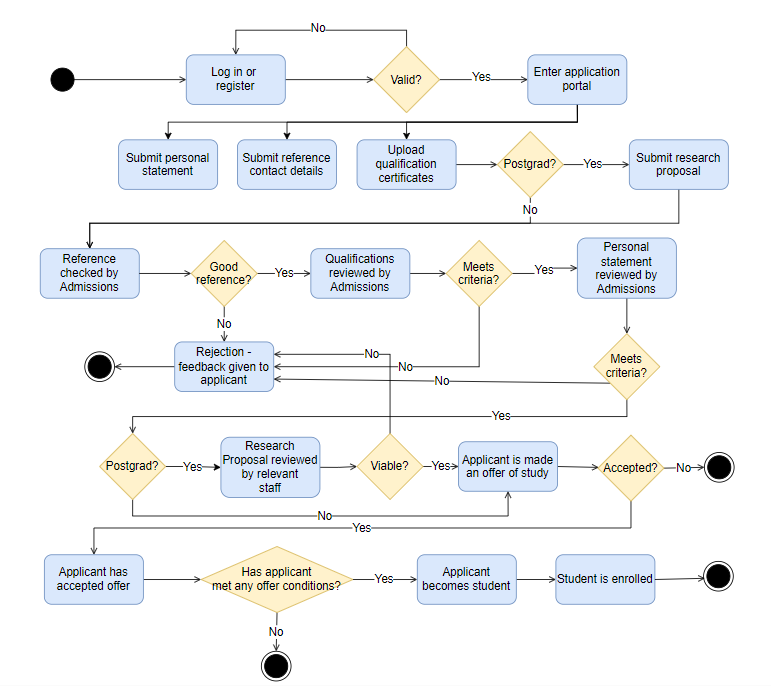 No
Log in or
register
Valid?
Yes
Enter application
portal
Submit personal
statement
Submit reference
contact details
Upload
qualification
certificates
Postgrad?
Yes
Submit research
proposal
No
Reference
checked by
Admissions
Good
reference?
Yes
Qualifications
reviewed by
Admissions
Meets
criteria?
Yes
Personal
statement
reviewed by
Admissions
No
Rejection -
feedback given to
applicant
No
No
No
Meets
criteria?
Yes
Postgrad?
Yes
Research
Proposal reviewed
by relevant
staff
Viable?
Yes
Applicant is made
an offer of study
Accepted?
No
No
Yes
Applicant has
accepted offer
Has applicant
met any offer conditions?
Yes
Applicant
becomes student
Student is enrolled
No